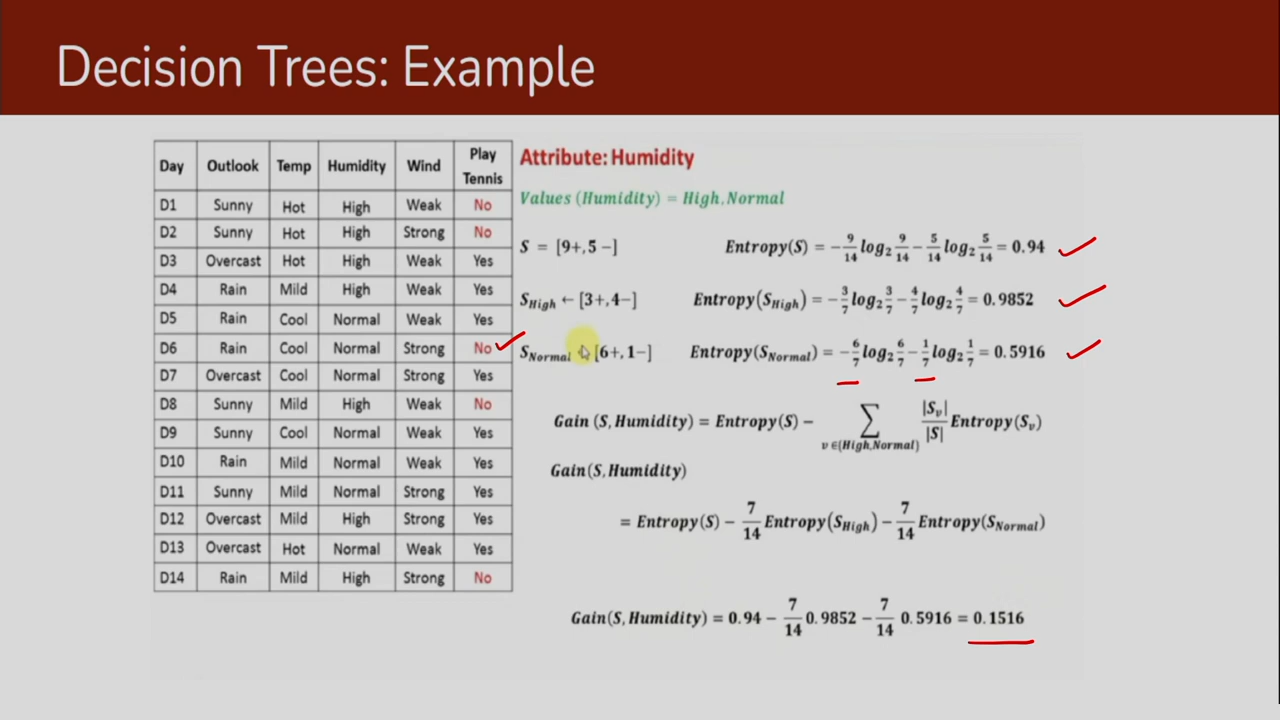 Decision Trees: Example
Day Outlook Temp Humidity Wind Play Tennis
D1 Sunny Hot High Weak No
D2 Sunny Hot High Strong No
D3 Overcast Hot High Weak Yes
D4 Rain Mild High Weak Yes
D5 Rain Cool Normal Weak Yes
D6 Rain Cool Normal Strong No
D7 Overcast Cool Normal Strong Yes
D8 Sunny Mild High Weak No
D9 Sunny Cool Normal Weak Yes
D10 Rain Mild Normal Weak Yes
D11 Sunny Mild Normal Strong Yes
D12 Overcast Mild High Strong Yes
D13 Overcast Hot Normal Weak Yes
D14 Rain Mild High Strong No
Attribute: Humidity
Values (Humidity) = High, Normal
S = [9+, 5 −] Entropy(S) = −9/14 log2 9/14 − 5/14 log2 5/14 = 0.94
S High ← [3+, 4−] Entropy(S High) = −3/7 log2 3/7 − 4/7 log2 4/7 = 0.9852
S Normal ← [6+, 1−] Entropy(S Normal) = −6/7 log2 6/7 − 1/7 log2 1/7 = 0.5916
Gain (S, Humidity) = Entropy(S) − ∑ v ∈{High,Normal} |Sv|/|S| Entropy(Sv)
Gain(S, Humidity)
= Entropy(S) − 7/14 Entropy(S High) − 7/14 Entropy(S Normal)
Gain(S, Humidity) = 0.94 − 7/14 0.9852 − 7/14 0.5916 = 0.1516